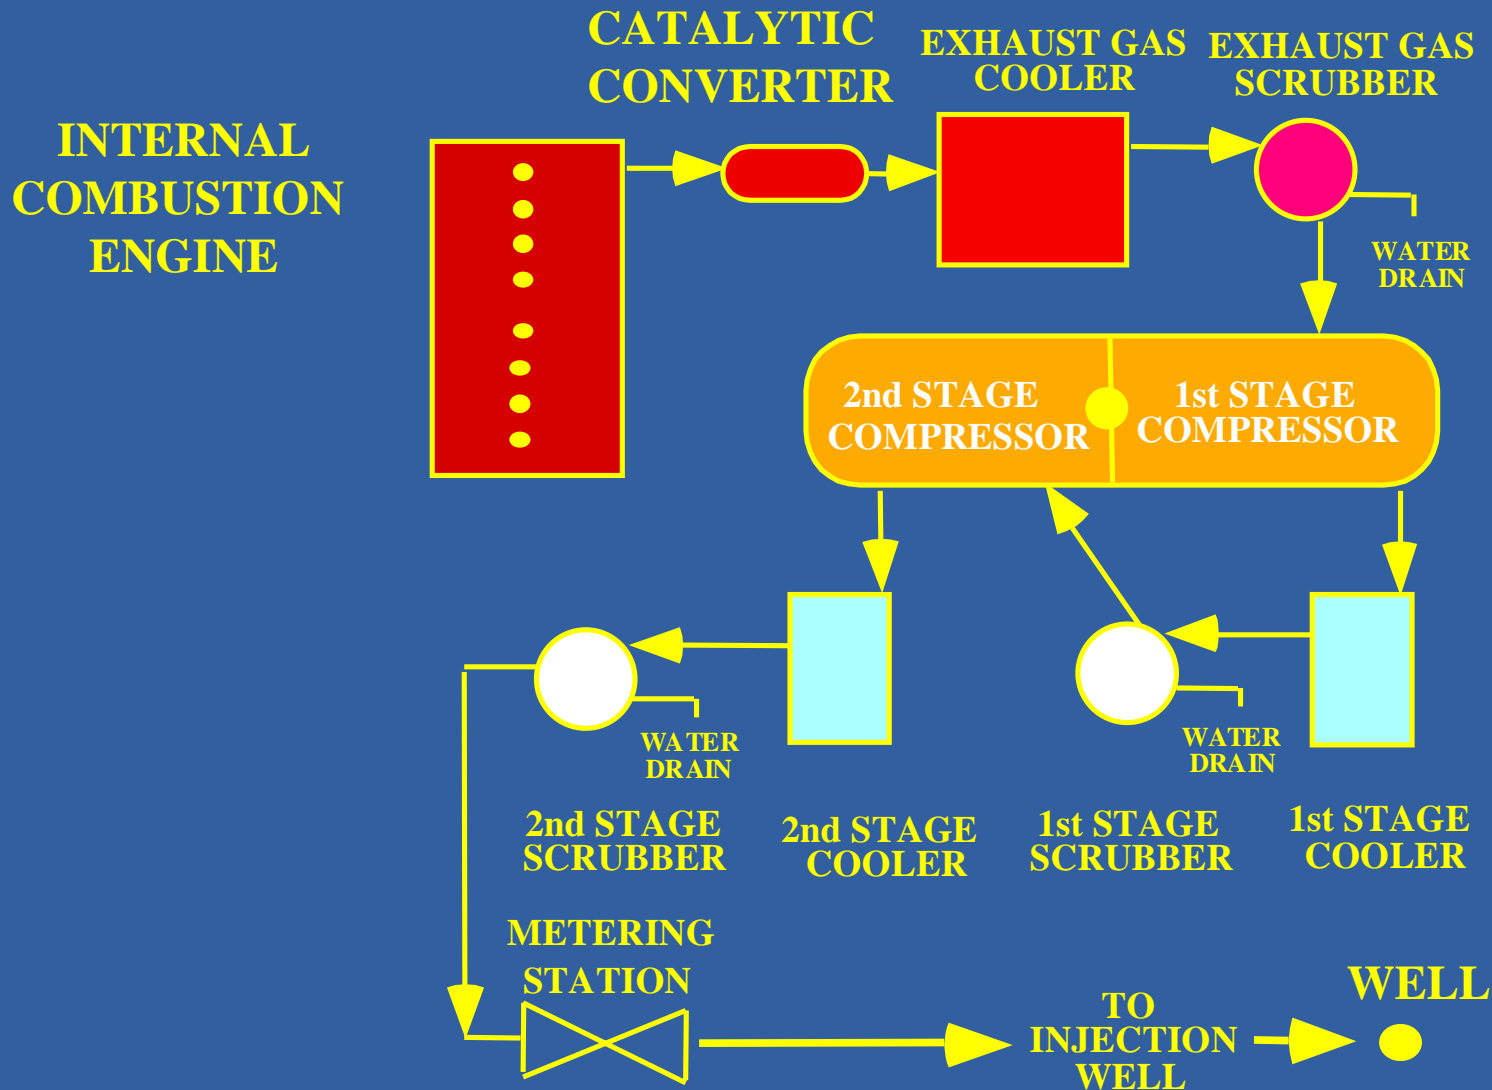 CATALYTIC
CONVERTER
EXHAUST GAS
COOLER
EXHAUST GAS
SCRUBBER
INTERNAL
COMBUSTION
ENGINE
WATER
DRAIN
2nd STAGE
COMPRESSOR
1st STAGE
COMPRESSOR
WATER
DRAIN
WATER
DRAIN
2nd STAGE
SCRUBBER
2nd STAGE
COOLER
1st STAGE
SCRUBBER
1st STAGE
COOLER
METERING
STATION
TO
INJECTION
WELL
WELL